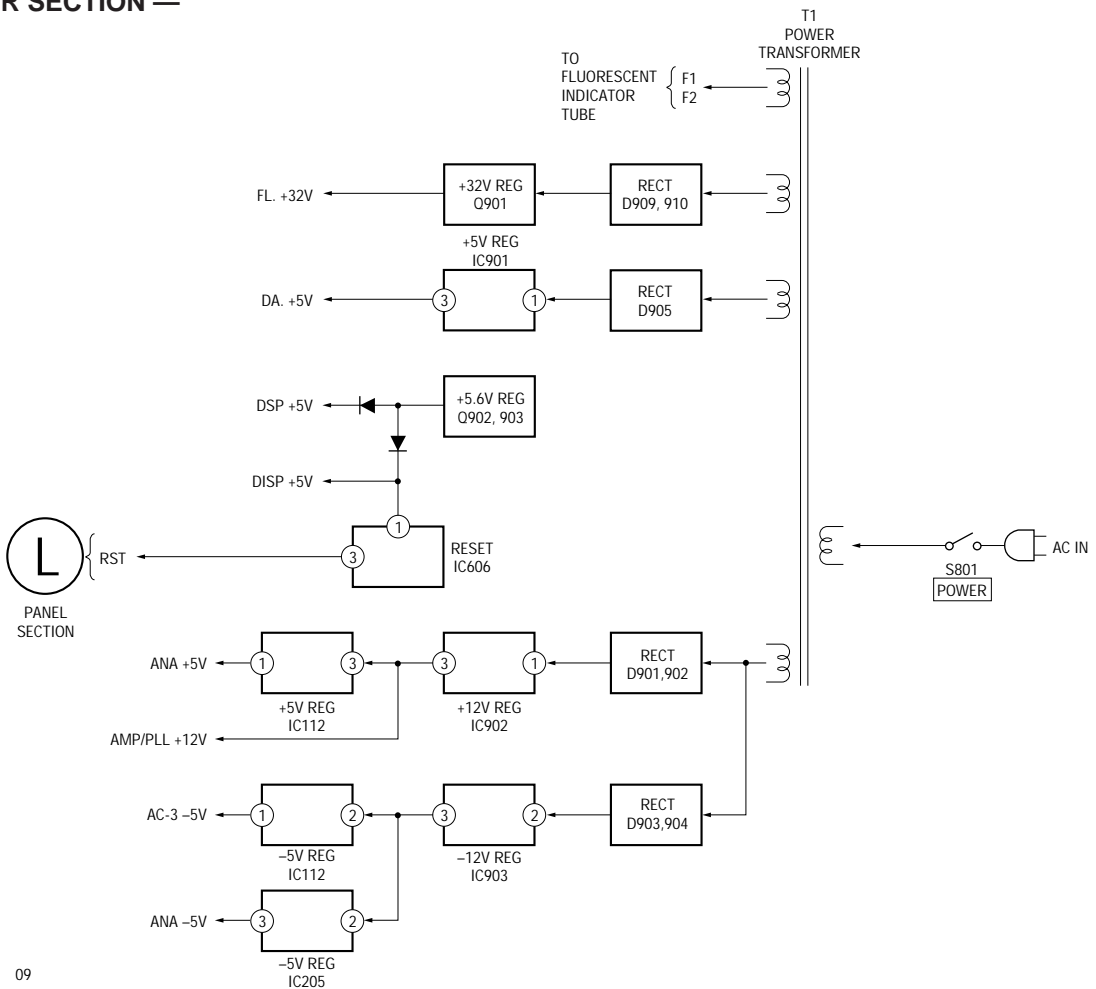 R SECTION —
T1
POWER
TRANSFORMER
TO
FLUORESCENT
INDICATOR
TUBE
F1
F2
FL. +32V
+32V REG
Q901
RECT
D909, 910
+5V REG
IC901
DA. +5V
3
1
RECT
D905
DSP +5V
+5.6V REG
Q902, 903
DISP +5V
1
L
RST
3
RESET
IC606
PANEL
SECTION
AC IN
S801
POWER
ANA +5V
1
3
3
1
RECT
D901,902
+5V REG
IC112
+12V REG
IC902
AMP/PLL +12V
AC-3 –5V
1
2
3
2
RECT
D903,904
–5V REG
IC112
–12V REG
IC903
ANA –5V
3
2
–5V REG
IC205
09